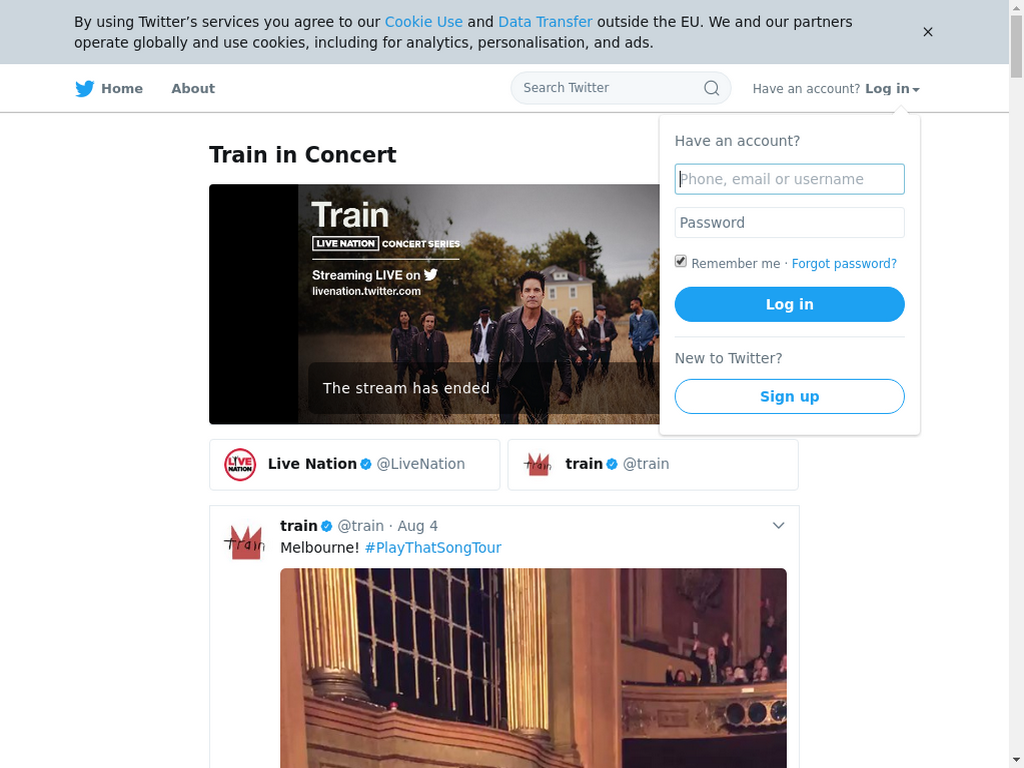 By using Twitter’s services you agree to our Cookie Use and Data Transfer outside the EU. We and our partners
operate globally and use cookies, including for analytics, personalisation, and ads.
Home
About
Search Twitter
Have an account? Log in
Have an account?
Phone, email or username
Password
Remember me · Forgot password?
Log in
New to Twitter?
Sign up
Train in Concert
Train
LIVE NATION CONCERT SERIES
Streaming LIVE on
livenation.twitter.com
The stream has ended
LIVE NATION
Live Nation @LiveNation
train
train @train
train
train @train · Aug 4
Melbourne! #PlayThatSongTour